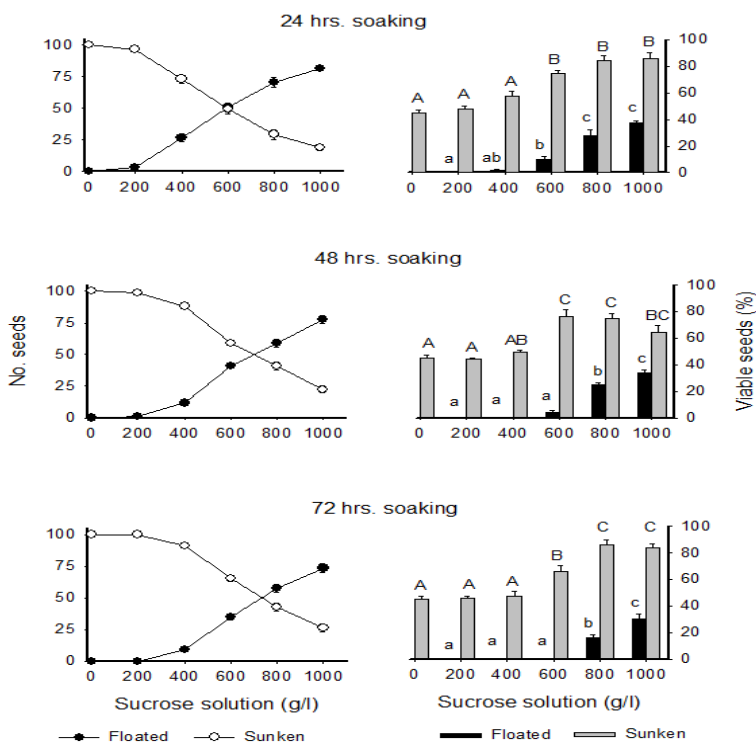 24 hrs. soaking
100
75
50
25
0
0 200 400 600 800 1000
A A A B B B
a ab b c c
100
80
60
40
20
0
0 200 400 600 800 1000
48 hrs. soaking
No. seeds
100
75
50
25
0
0 200 400 600 800 1000
A A AB C C BC
a a a b c
100
80
60
40
20
0
0 200 400 600 800 1000
Viable seeds (%)
72 hrs. soaking
100
75
50
25
0
0 200 400 600 800 1000
Sucrose solution (g/l)
A A A B C C
a a a b c
100
80
60
40
20
0
0 200 400 600 800 1000
Sucrose solution (g/l)
Floated Sunken
Floated Sunken